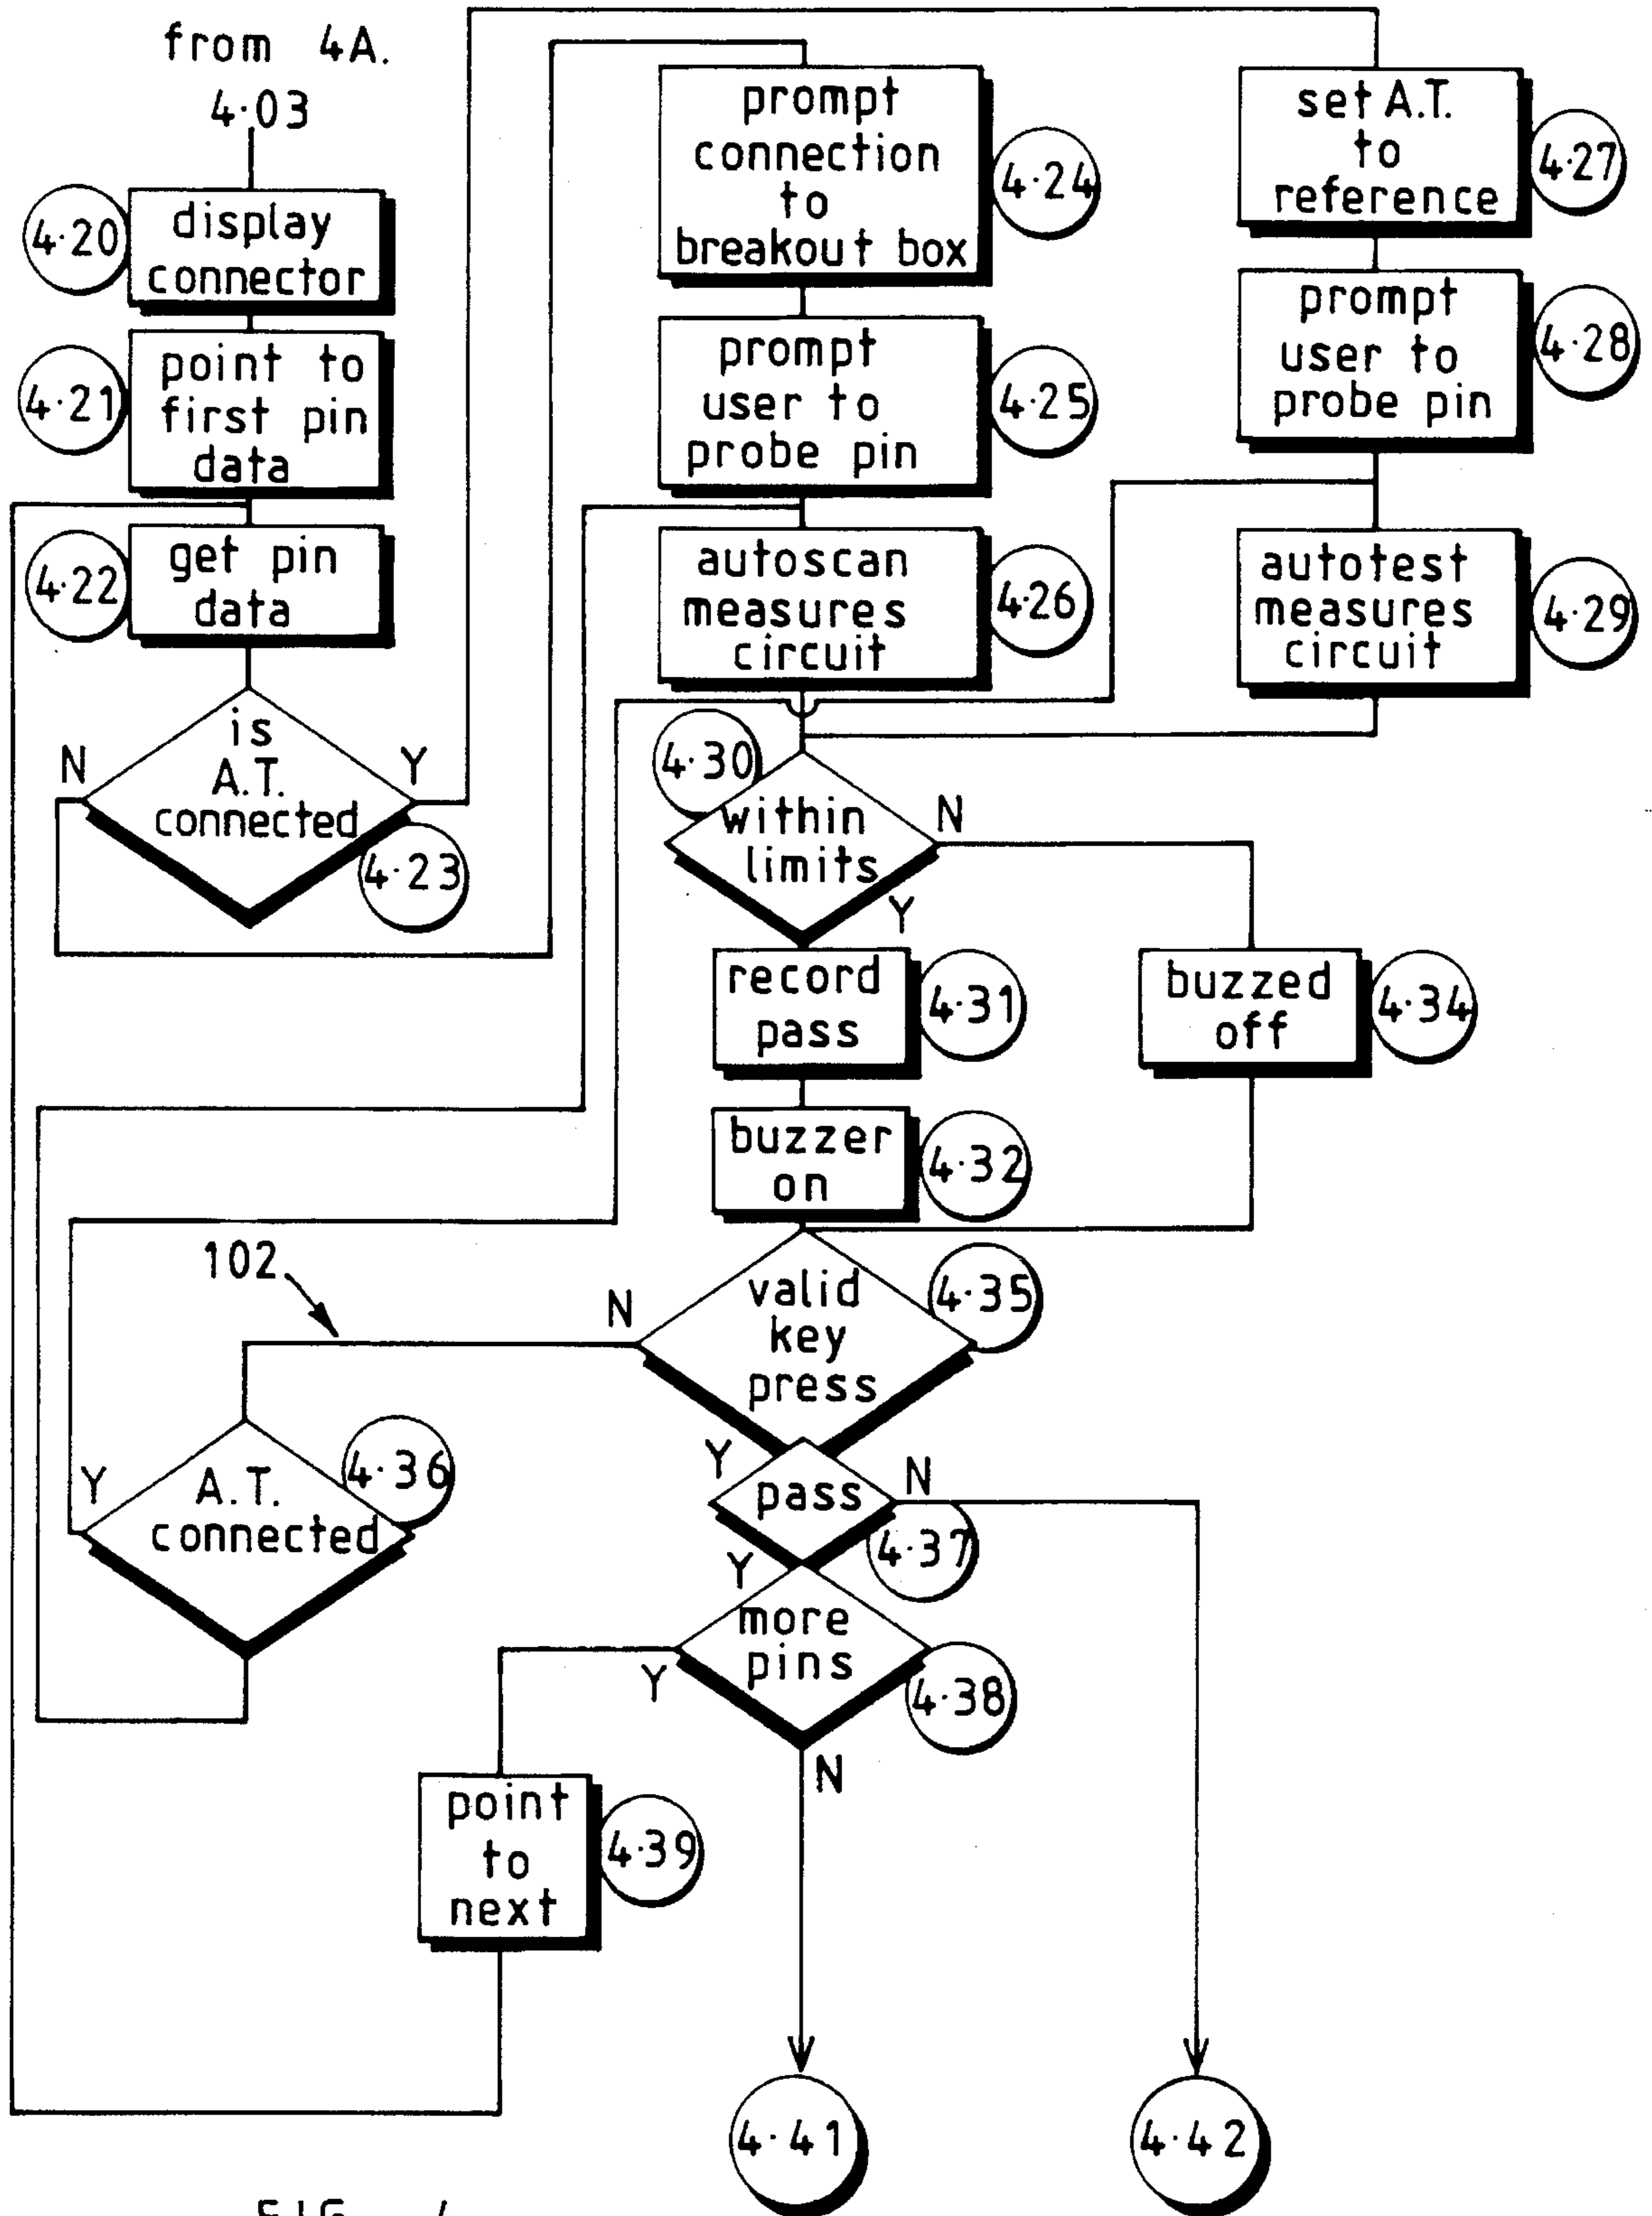 from 4A.
4·03
4·20
display
connector
4·21
point to
first pin
data
4·22
get pin
data
is
A.T.
connected
N
Y
4·23
prompt
connection
to
breakout box
4·24
prompt
user to
probe pin
4·25
autoscan
measures
circuit
4·26
set A.T.
to
reference
4·27
prompt
user to
probe pin
4·28
autotest
measures
circuit
4·29
4·30
within
limits
N
Y
record
pass
4·31
buzzed
off
4·34
buzzer
on
4·32
102
valid
key
press
4·35
N
Y
A.T.
connected
4·36
Y
pass
N
4·37
Y
more
pins
4·38
Y
N
point
to
next
4·39
4·41
4·42